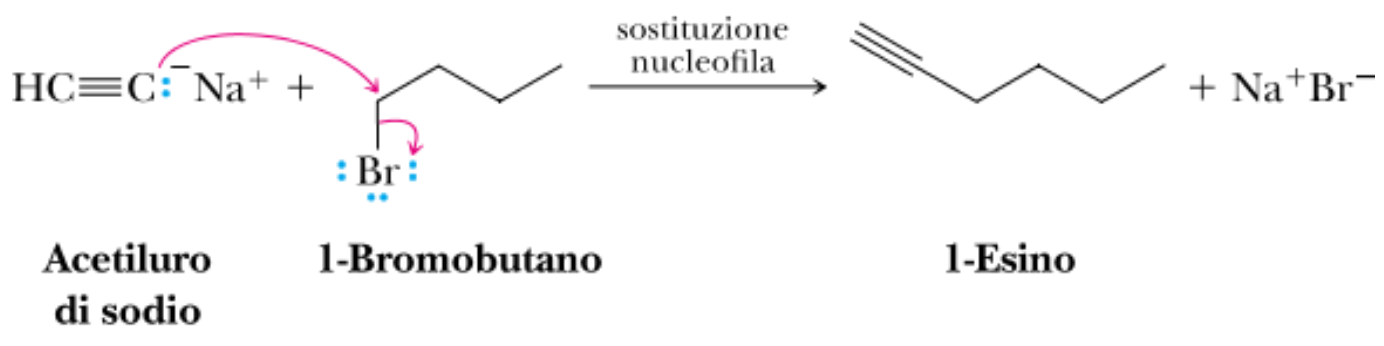 sostituzione
nucleofila
HC≡C:⁻Na⁺ +
Br
+ Na⁺Br⁻
Acetiluro
di sodio
1-Bromobutano
1-Esino